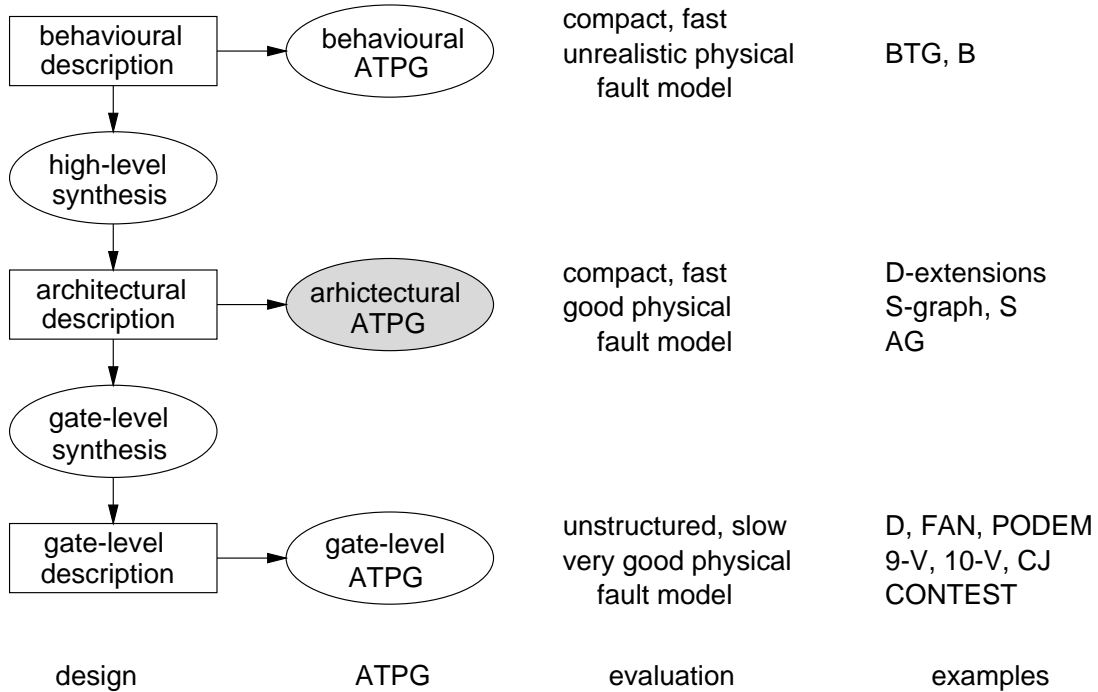 behavioural
description
behavioural
ATPG
compact, fast
unrealistic physical
fault model
BTG, B
high-level
synthesis
architectural
description
arhictectural
ATPG
compact, fast
good physical
fault model
D-extensions
S-graph, S
AG
gate-level
synthesis
gate-level
description
gate-level
ATPG
unstructured, slow
very good physical
fault model
D, FAN, PODEM
9-V, 10-V, CJ
CONTEST
design
ATPG
evaluation
examples